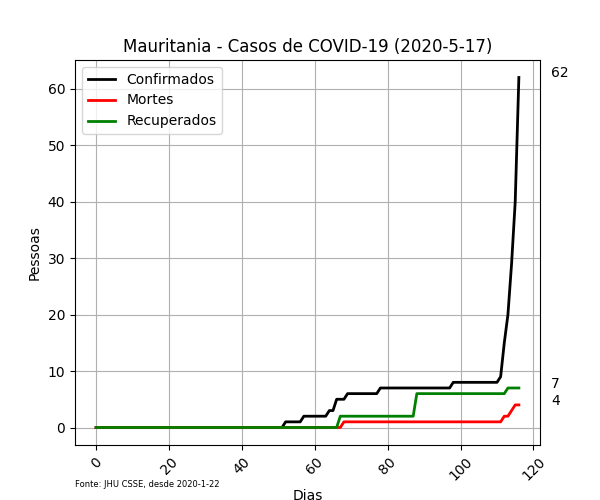 Mauritania - Casos de COVID-19 (2020-5-17)
Confirmados
Mortes
Recuperados
62
7
4
60
50
40
30
20
10
0
Pessoas
0 20 40 60 80 100 120
Fonte: JHU CSSE, desde 2020-1-22
Dias